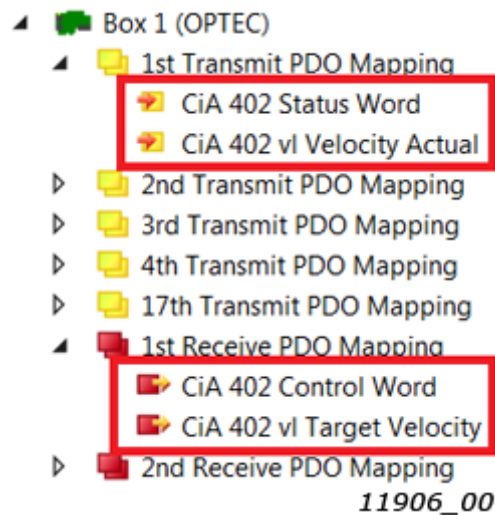 Box 1 (OPTEC)
1st Transmit PDO Mapping
CiA 402 Status Word
CiA 402 vl Velocity Actual
2nd Transmit PDO Mapping
3rd Transmit PDO Mapping
4th Transmit PDO Mapping
17th Transmit PDO Mapping
1st Receive PDO Mapping
CiA 402 Control Word
CiA 402 vl Target Velocity
2nd Receive PDO Mapping
11906_00